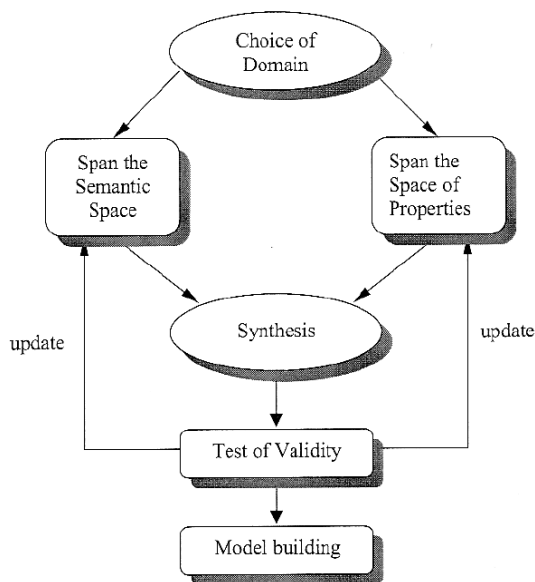 Choice of
Domain
Span the
Semantic
Space
Span the
Space of
Properties
Synthesis
update
update
Test of Validity
Model building